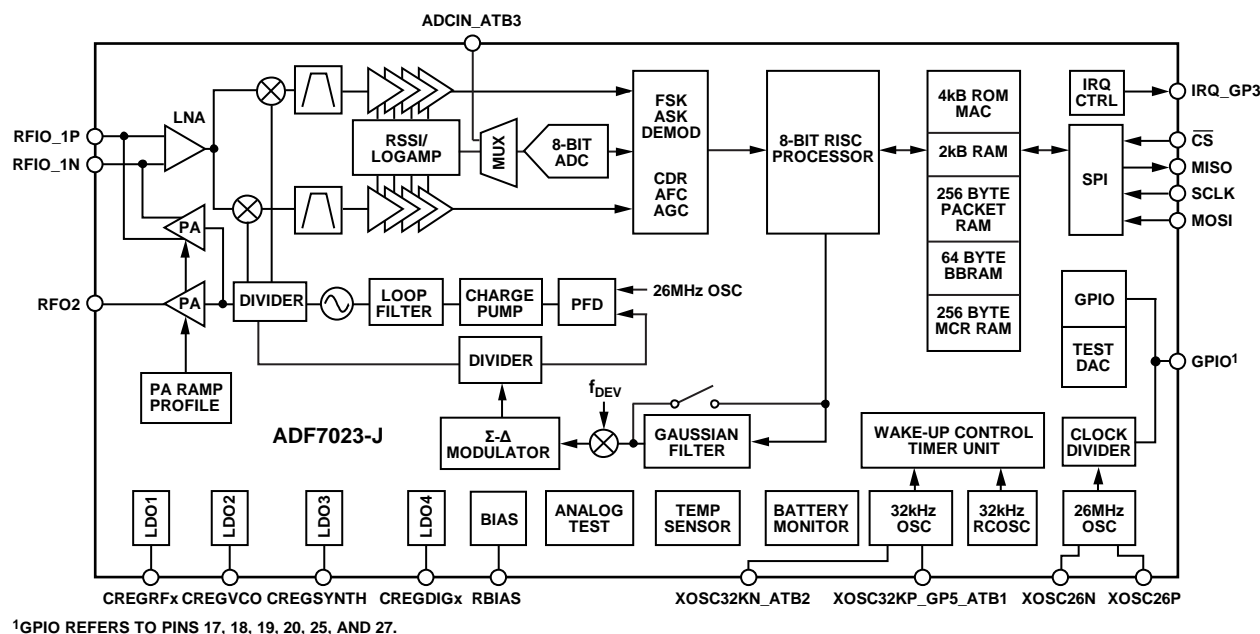 ADCIN_ATB3
LNA
RFIO_1P
RFIO_1N
RSSI/
LOGAMP
MUX
8-BIT
ADC
FSK
ASK
DEMOD
CDR
AFC
AGC
8-BIT RISC
PROCESSOR
4kB ROM
MAC
2kB RAM
256 BYTE
PACKET
RAM
64 BYTE
BBRAM
256 BYTE
MCR RAM
IRQ
CTRL
IRQ_GP3
SPI
CS
MISO
SCLK
MOSI
PA
PA
RFO2
DIVIDER
LOOP
FILTER
CHARGE
PUMP
PFD
26MHz OSC
DIVIDER
GPIO
TEST
DAC
GPIO1
PA RAMP
PROFILE
ADF7023-J
Σ-Δ
MODULATOR
fDEV
GAUSSIAN
FILTER
WAKE-UP CONTROL
TIMER UNIT
CLOCK
DIVIDER
LDO1
LDO2
LDO3
LDO4
BIAS
ANALOG
TEST
TEMP
SENSOR
BATTERY
MONITOR
32kHz
OSC
32kHz
RCOSC
26MHz
OSC
CREGRFx
CREGVCO
CREGSYNTH
CREGDIGx
RBIAS
XOSC32KN_ATB2
XOSC32KP_GP5_ATB1
XOSC26N
XOSC26P
1GPIO REFERS TO PINS 17, 18, 19, 20, 25, AND 27.